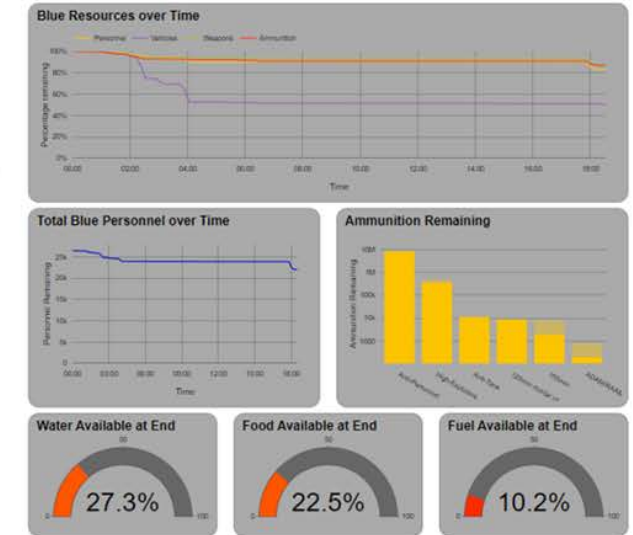 Blue Resources over Time
Personnel Vehicles Weapons Ammunition
Percentage remaining
100%
80%
60%
40%
20%
0%
00:00 02:00 04:00 06:00 08:00 10:00 12:00 14:00 16:00 18:00
Time
Total Blue Personnel over Time
Personnel Remaining
25k
20k
15k
10k
5k
0
00:00 03:00 06:00 12:00 15:00 18:00
Time
Ammunition Remaining
Ammunition Remaining
10M
1M
100k
10k
1000
Anti-Personnel
High-Explosive
Anti-Tank
155mm
Water Available at End
50
0
27.3%
100
Food Available at End
50
0
22.5%
100
Fuel Available at End
50
0
10.2%
100